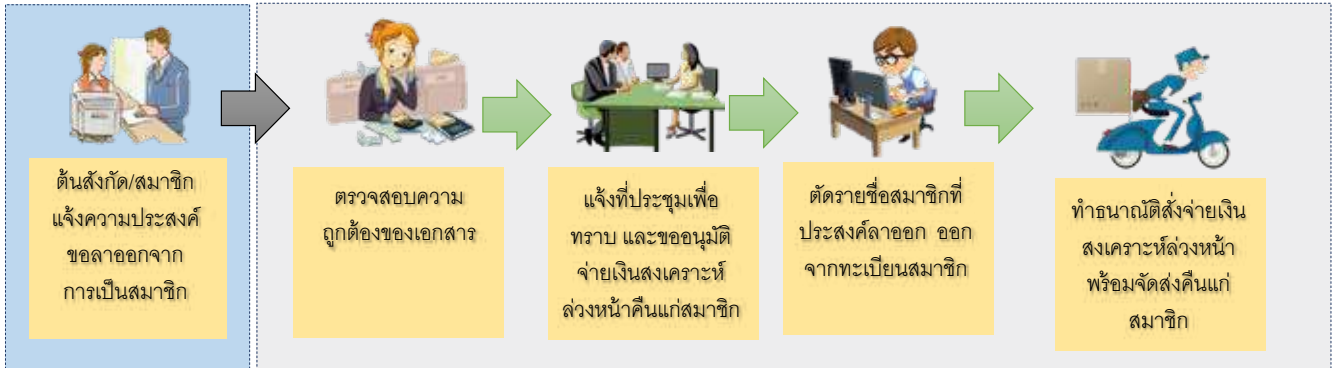 ต้นสังกัด/สมาชิก
แจ้งความประสงค์
ขอลาออกจาก
การเป็นสมาชิก
ตรวจสอบความ
ถูกต้องของเอกสาร
แจ้งที่ประชุมเพื่อ
ทราบ และขออนุมัติ
จ่ายเงินสงเคราะห์
ล่วงหน้าคืนแก่สมาชิก
ตัดรายชื่อสมาชิกที่
ประสงค์ลาออก ออก
จากทะเบียนสมาชิก
ทำธนาณัติสั่งจ่ายเงิน
สงเคราะห์ล่วงหน้า
พร้อมจัดส่งคืนแก่
สมาชิก